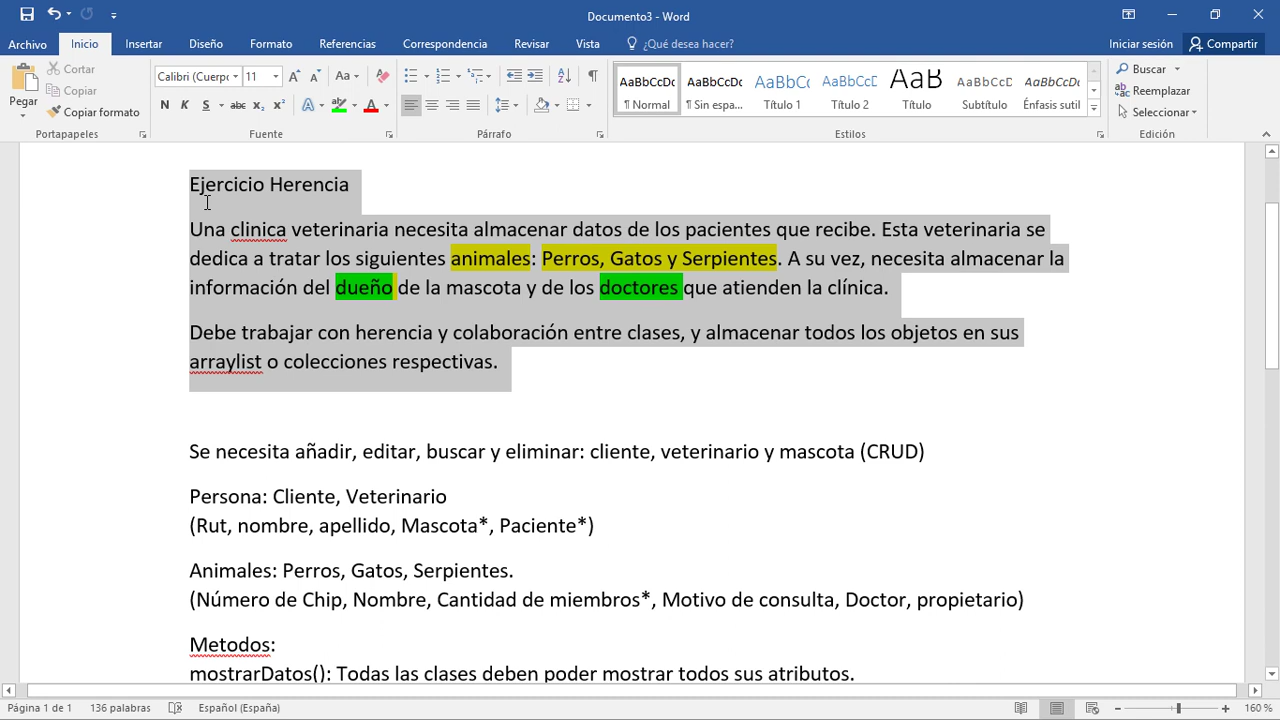 Documento3 - Word
Archivo Inicio Insertar Diseño Formato Referencias Correspondencia Revisar Vista ¿Qué desea hacer? Iniciar sesión Compartir
Pegar
Cortar
Copiar
Copiar formato
Portapapeles
Calibri (Cuerpo 11 Aa
N K S abc x₂ x² A A
Fuente
Párrafo
AaBbCcDc AaBbCcDc AaBbCc AaBbCcD AaB AaBbCcD AaBbCcDc
¶ Normal ¶ Sin espa... Título 1 Título 2 Título Subtítulo Énfasis sutil
Estilos
Buscar
Reemplazar
Seleccionar
Edición
Ejercicio Herencia
Una clinica veterinaria necesita almacenar datos de los pacientes que recibe. Esta veterinaria se
dedica a tratar los siguientes animales: Perros, Gatos y Serpientes. A su vez, necesita almacenar la
información del dueño de la mascota y de los doctores que atienden la clínica.
Debe trabajar con herencia y colaboración entre clases, y almacenar todos los objetos en sus
arraylist o colecciones respectivas.
Se necesita añadir, editar, buscar y eliminar: cliente, veterinario y mascota (CRUD)
Persona: Cliente, Veterinario
(Rut, nombre, apellido, Mascota*, Paciente*)
Animales: Perros, Gatos, Serpientes.
(Número de Chip, Nombre, Cantidad de miembros*, Motivo de consulta, Doctor, propietario)
Metodos:
mostrarDatos(): Todas las clases deben poder mostrar todos sus atributos.
Página 1 de 1 136 palabras Español (España) 160 %